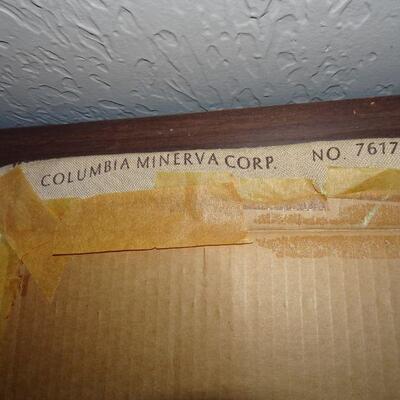 COLUMBIA MINERVA CORP. NO. 7617